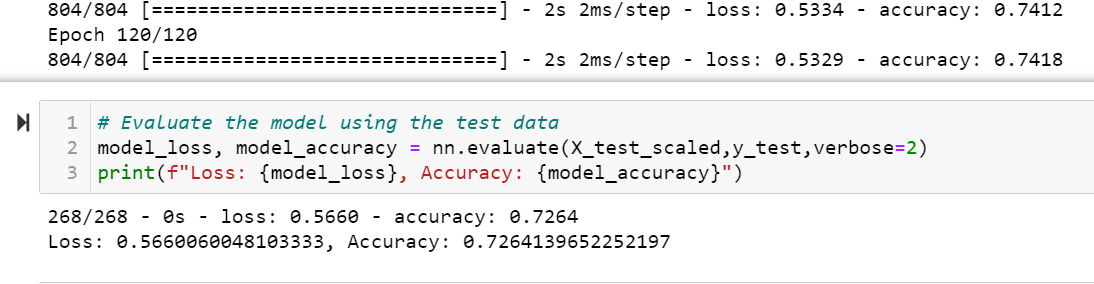 804/804 [==============================] - 2s 2ms/step - loss: 0.5334 - accuracy: 0.7412
Epoch 120/120
804/804 [==============================] - 2s 2ms/step - loss: 0.5329 - accuracy: 0.7418
1 # Evaluate the model using the test data
2 model_loss, model_accuracy = nn.evaluate(X_test_scaled,y_test,verbose=2)
3 print(f"Loss: {model_loss}, Accuracy: {model_accuracy}")
268/268 - 0s - loss: 0.5660 - accuracy: 0.7264
Loss: 0.5660060048103333, Accuracy: 0.7264139652252197